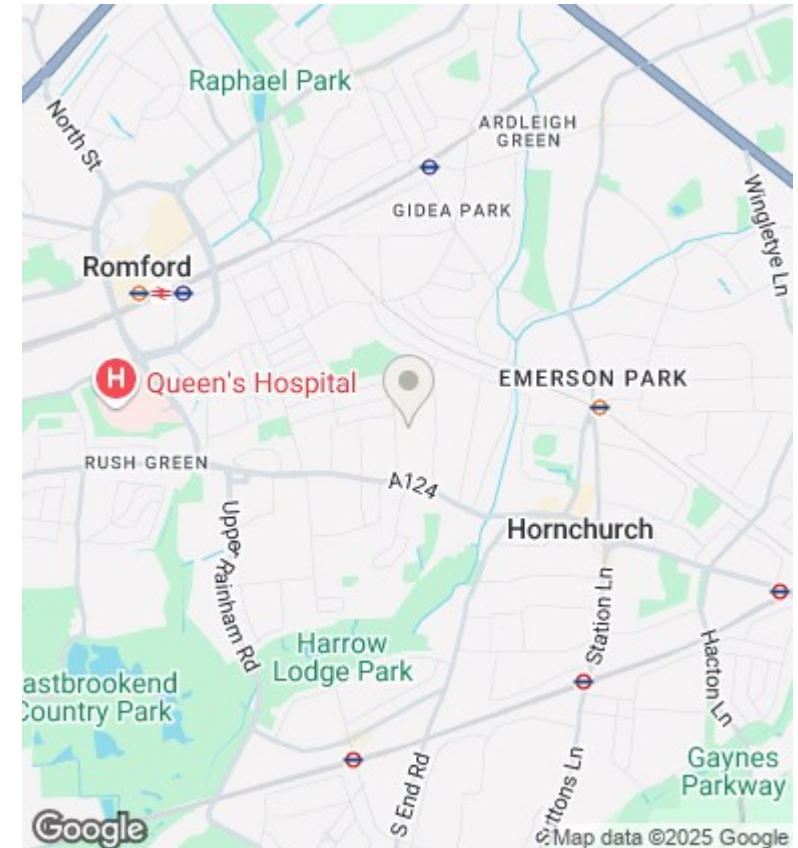 Raphael Park
North St
ARDLEIGH
GREEN
GIDEA PARK
Wingletye Ln
Romford
H Queen's Hospital
EMERSON PARK
RUSH GREEN
A124
Hornchurch
Upper Rainham Rd
Station Ln
Harrow
Lodge Park
Hacton Ln
astbrookend
Country Park
S End Rd
Suttons Ln
Gaynes
Parkway
Google
Map data ©2025 Google